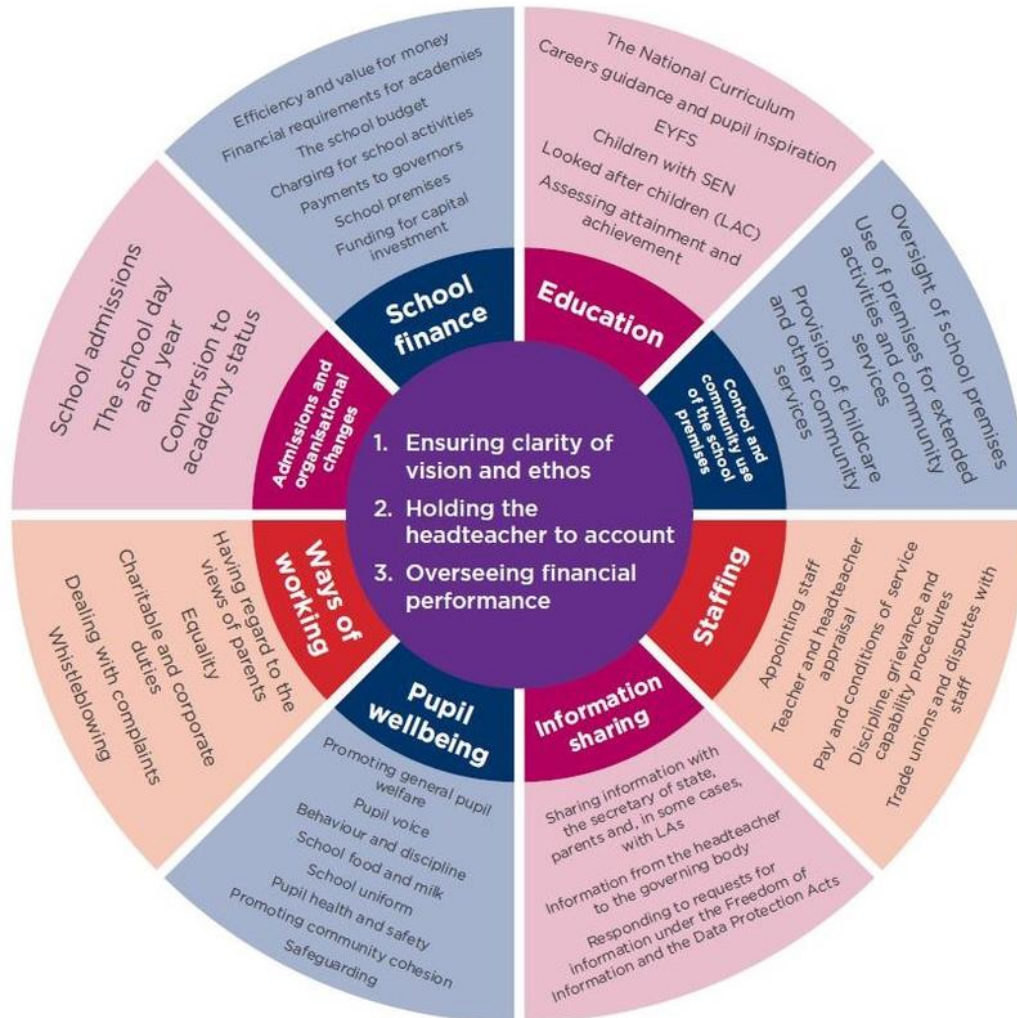 1. Ensuring clarity of
vision and ethos
2. Holding the
headteacher to account
3. Overseeing financial
performance
Education
The National Curriculum
Careers guidance and pupil inspiration
EYFS
Children with SEN
Looked after children (LAC)
Assessing attainment and
achievement
Control and
community use
of the school
premises
Oversight of school premises
Use of premises for extended
activities and community
services
Provision of childcare
and other community
services
Staffing
Appointing staff
Teacher and headteacher
appraisal
Pay and conditions of service
Discipline, grievance and
capability procedures
Trade unions and disputes with
staff
Information
sharing
Sharing information with
the secretary of state,
parents and, in some cases,
with LAs
Information from the headteacher
to the governing body
Responding to requests for
information under the Freedom of
Information and the Data Protection Acts
Pupil
wellbeing
Promoting general pupil
welfare
Pupil voice
Behaviour and discipline
School food and milk
School uniform
Pupil health and safety
Promoting community cohesion
Safeguarding
Ways of
working
Having regard to the
views of parents
Equality
Charitable and corporate
duties
Dealing with complaints
Whistleblowing
Admissions and
organisational
changes
School admissions
The school day
and year
Conversion to
academy status
School
finance
Efficiency and value for money
Financial requirements for academies
The school budget
Charging for school activities
Payments to governors
School premises
Funding for capital
investment